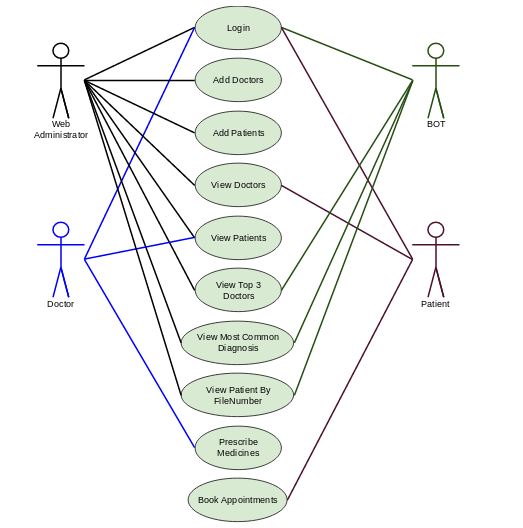 Login
Add Doctors
Web
Administrator
BOT
Add Patients
View Doctors
View Patients
View Top 3
Doctors
Doctor
Patient
View Most Common
Diagnosis
View Patient By
FileNumber
Prescribe
Medicines
Book Appointments